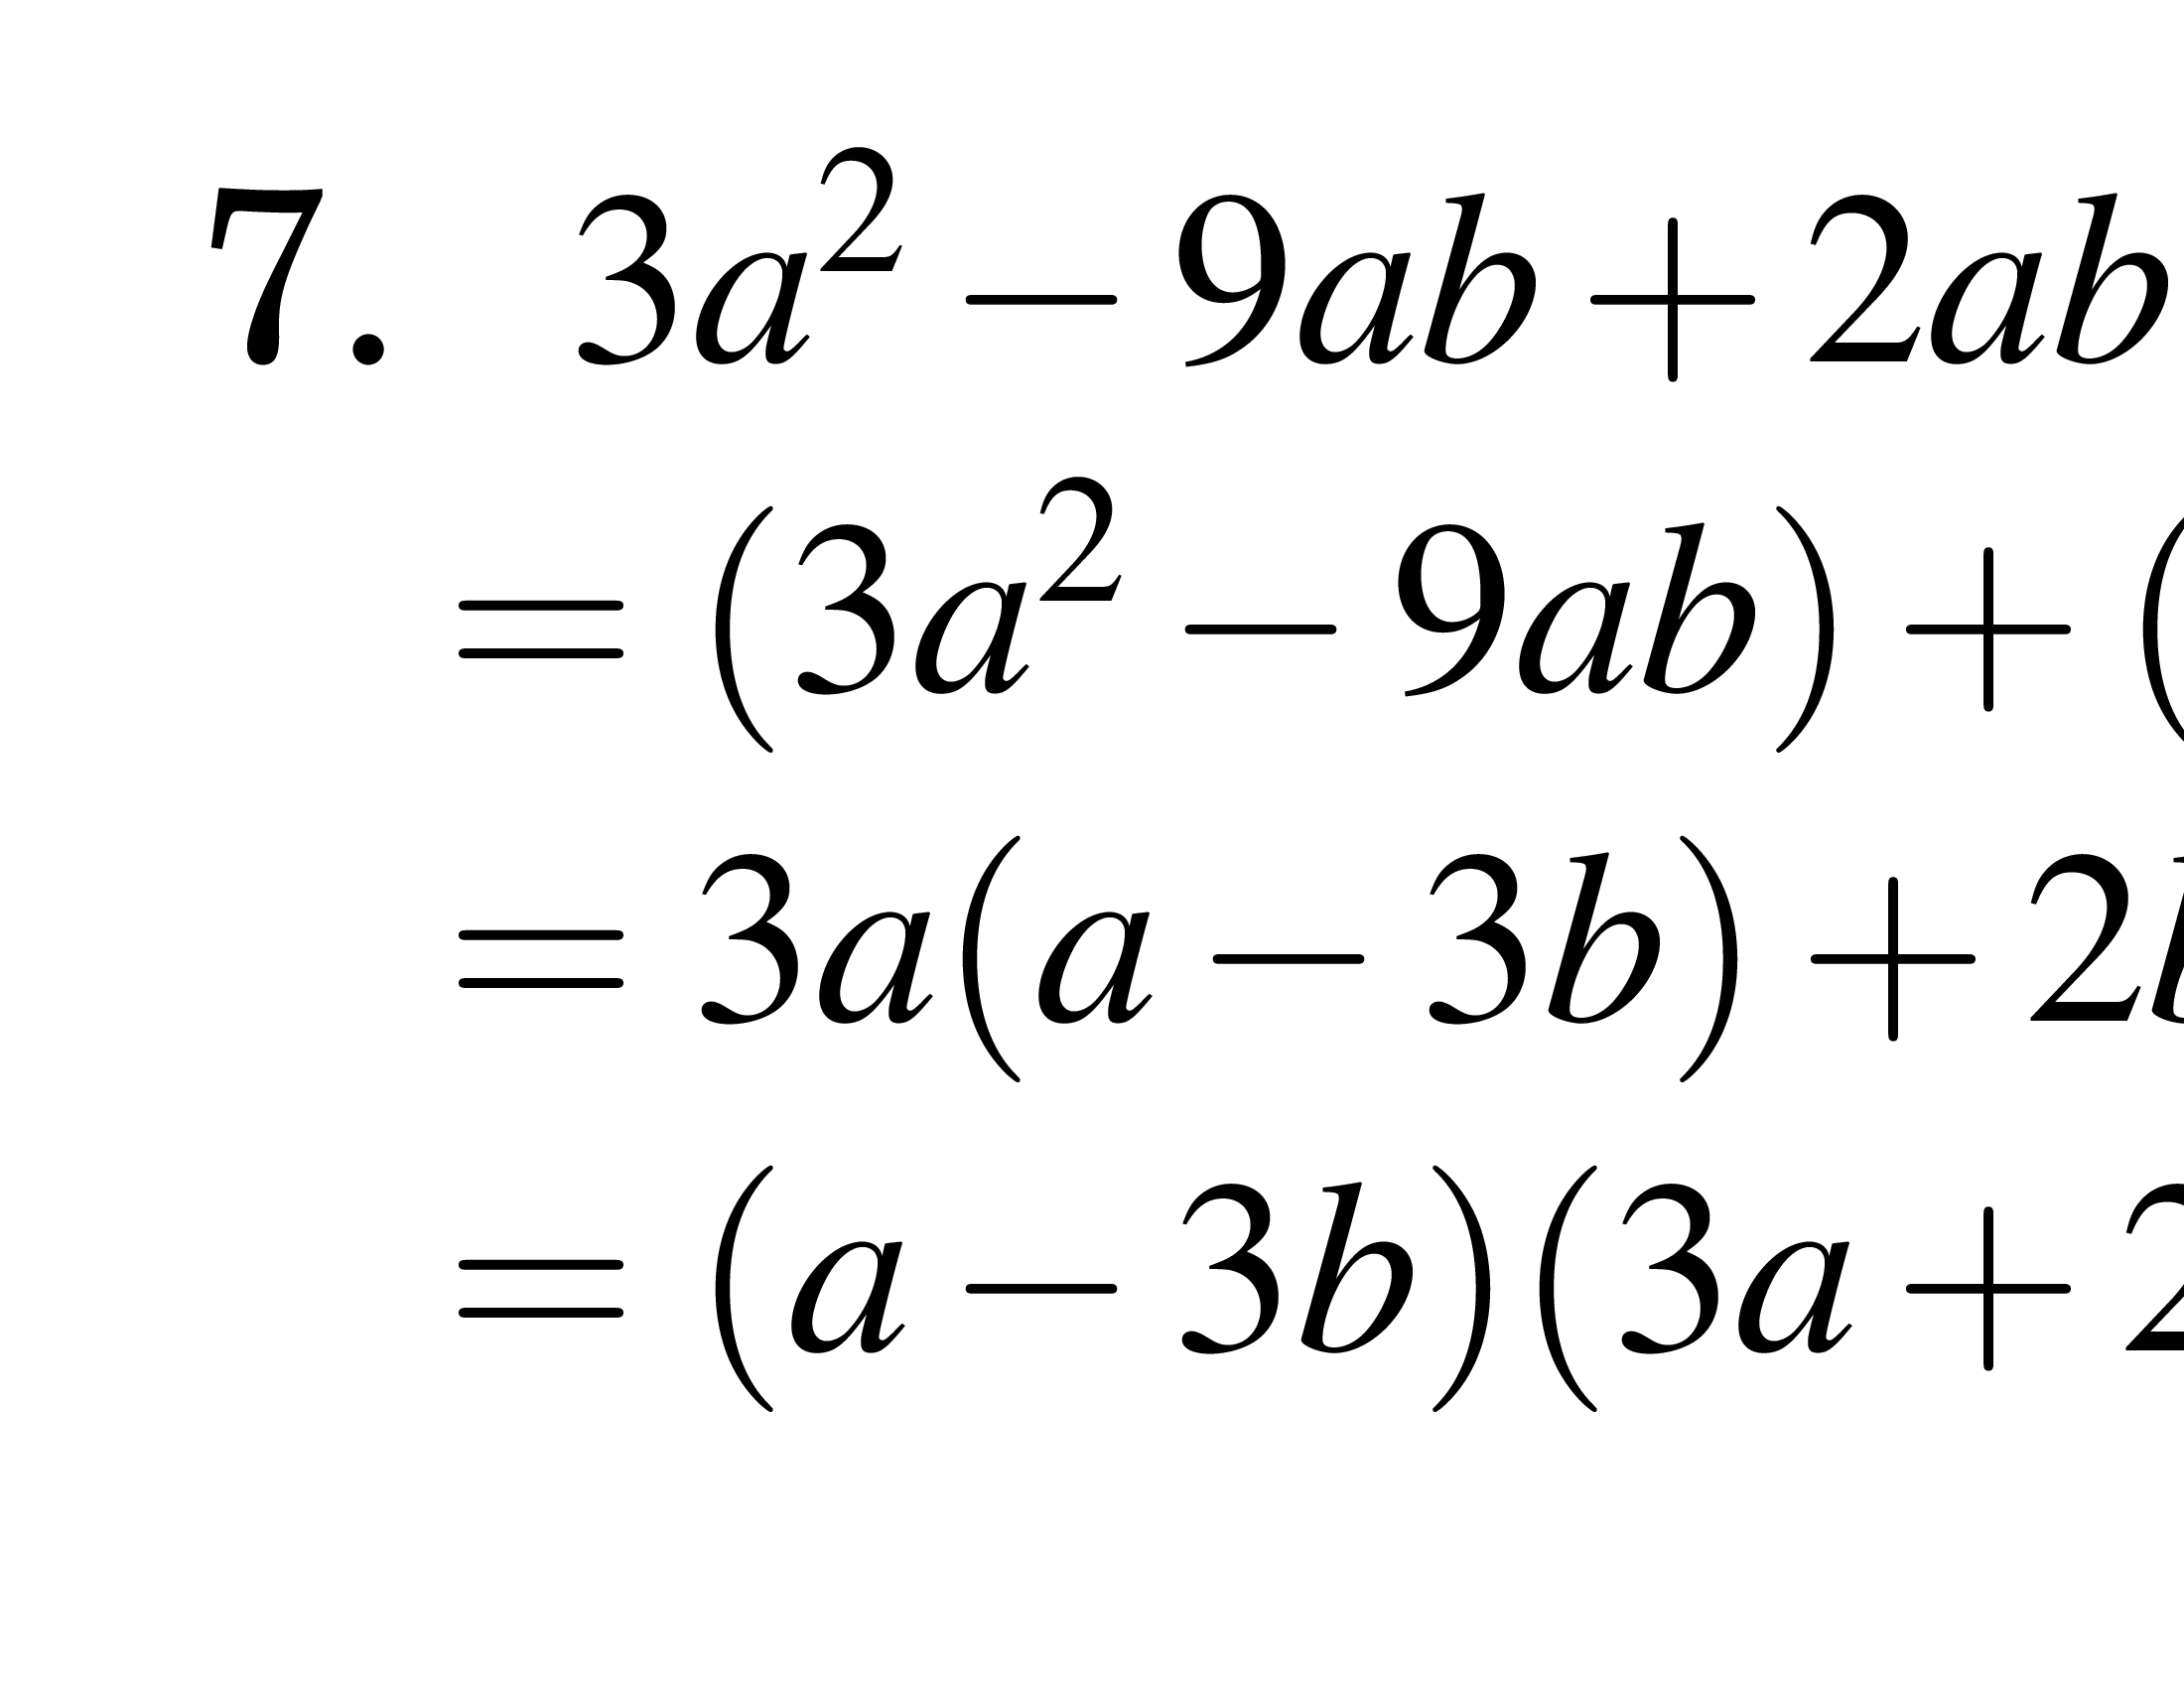 7. 3a² − 9ab + 2ab
= (3a² − 9ab) + (
= 3a(a − 3b) + 2
= (a − 3b)(3a + 2